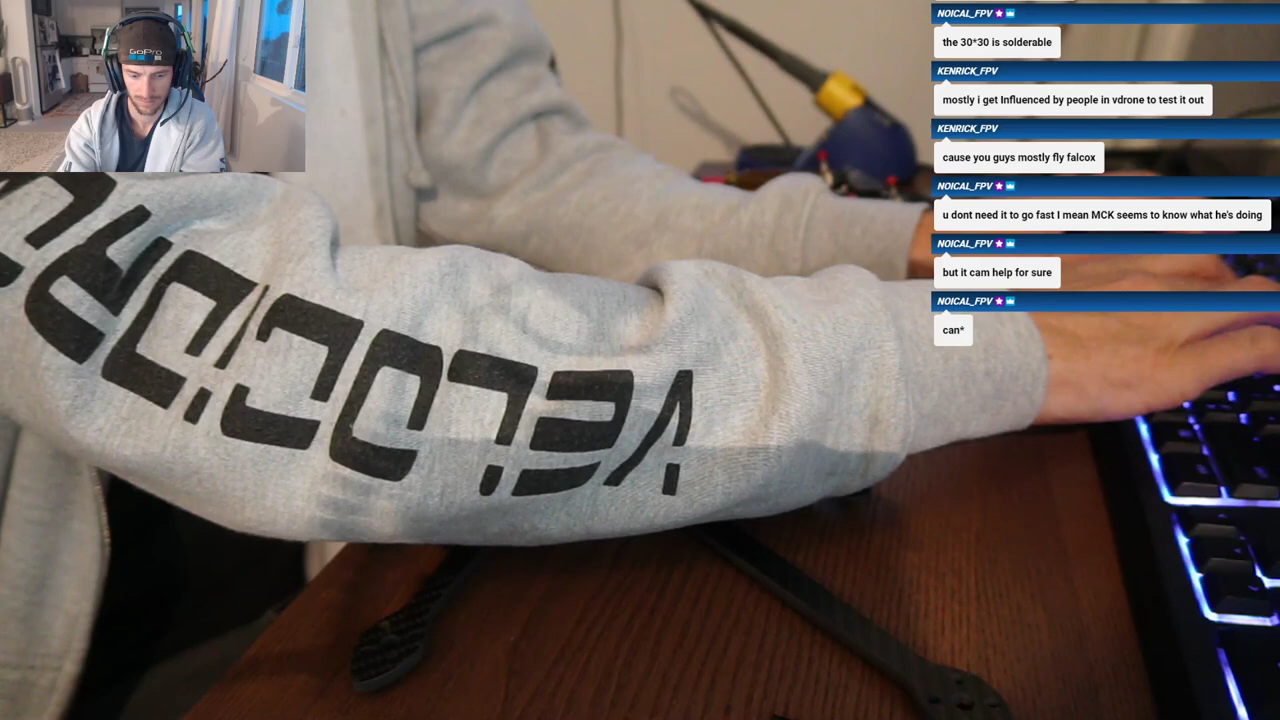 GoPro
NOICAL_FPV
the 30*30 is solderable
KENRICK_FPV
mostly i get Influenced by people in vdrone to test it out
KENRICK_FPV
cause you guys mostly fly falcox
NOICAL_FPV
u dont need it to go fast I mean MCK seems to know what he's doing
NOICAL_FPV
but it cam help for sure
NOICAL_FPV
can*